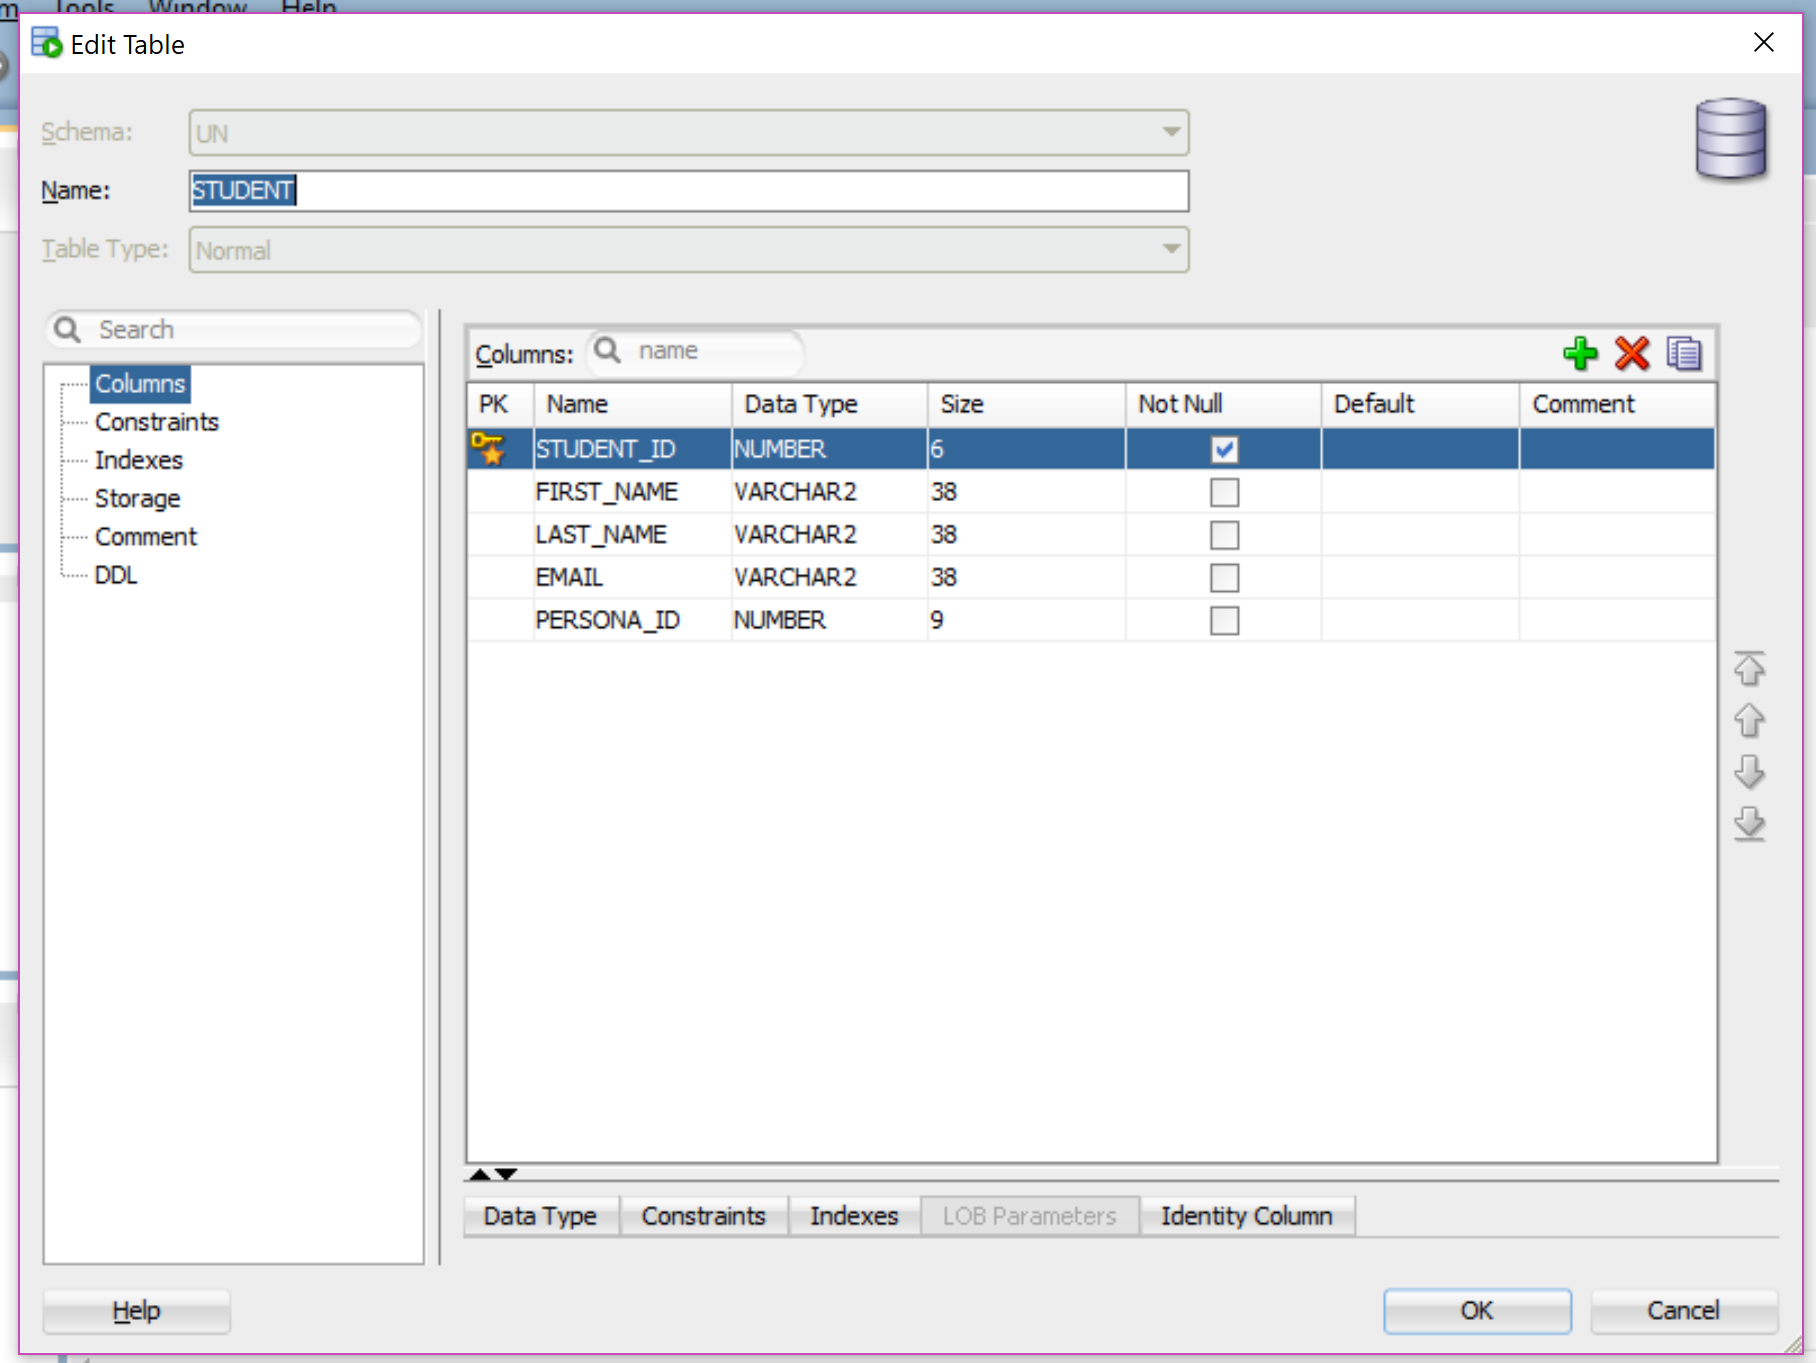 Tools Window Help
Edit Table
Schema: UN
Name: STUDENT
Table Type: Normal
Search
Columns
Constraints
Indexes
Storage
Comment
DDL
Columns: name
PK Name Data Type Size Not Null Default Comment
STUDENT_ID NUMBER 6
FIRST_NAME VARCHAR2 38
LAST_NAME VARCHAR2 38
EMAIL VARCHAR2 38
PERSONA_ID NUMBER 9
Data Type Constraints Indexes LOB Parameters Identity Column
Help OK Cancel